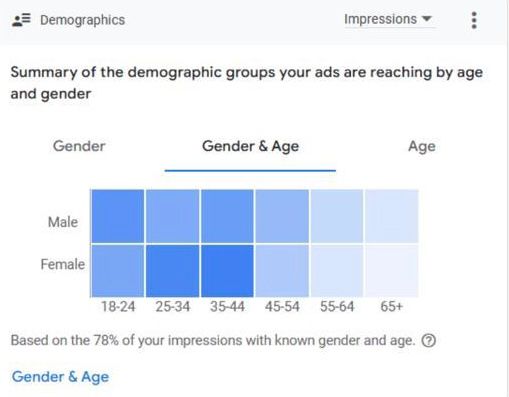 Demographics
Impressions
Summary of the demographic groups your ads are reaching by age
and gender
Gender
Gender & Age
Age
Male
Female
18-24 25-34 35-44 45-54 55-64 65+
Based on the 78% of your impressions with known gender and age.
Gender & Age